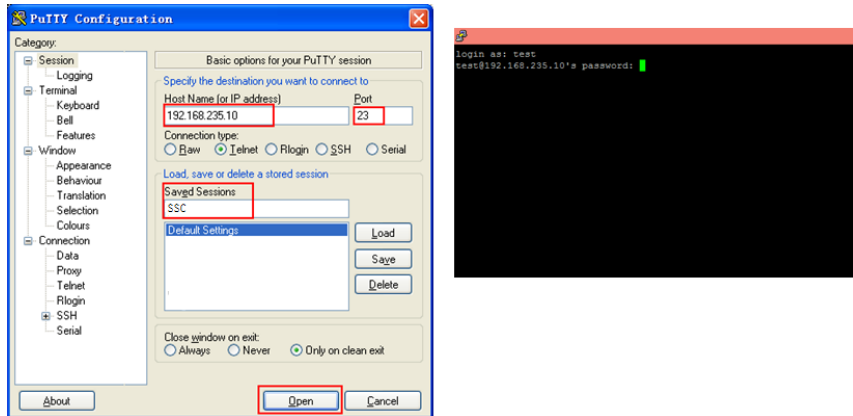 PuTTY Configuration
Category:
Session
Logging
Terminal
Keyboard
Bell
Features
Window
Appearance
Behaviour
Translation
Selection
Colours
Connection
Data
Proxy
Telnet
Rlogin
SSH
Serial
Basic options for your PuTTY session
Specify the destination you want to connect to
Host Name (or IP address) Port
192.168.235.10 23
Connection type:
Raw Telnet Rlogin SSH Serial
Load, save or delete a stored session
Saved Sessions
SSC
Default Settings
Load
Save
Delete
Close window on exit:
Always Never Only on clean exit
About Open Cancel
login as: test
test@192.168.235.10's password: